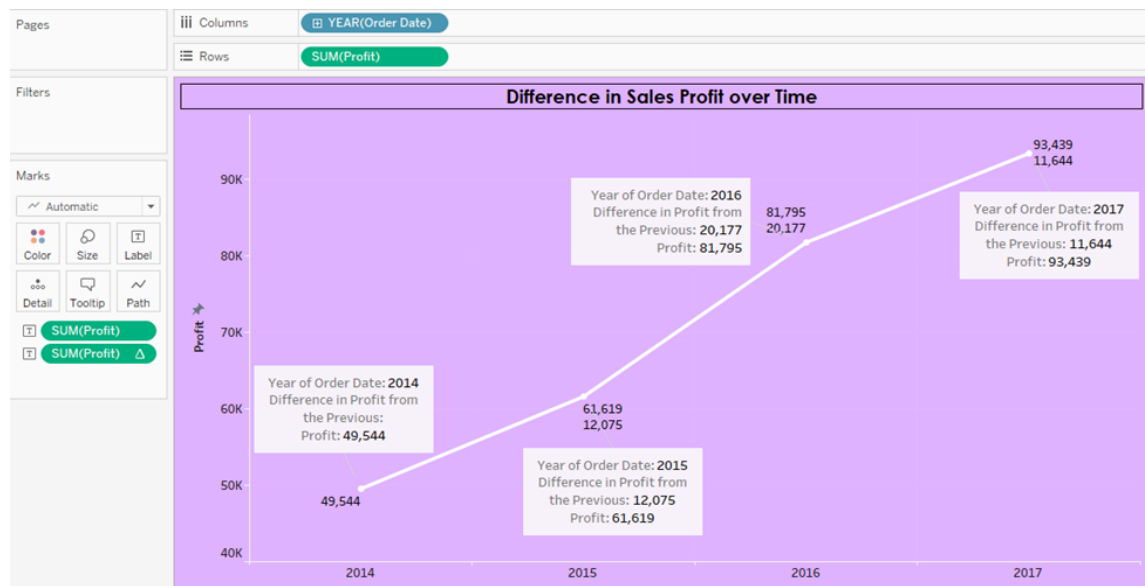 Pages
Columns
YEAR(Order Date)
Rows
SUM(Profit)
Filters
Marks
Automatic
Color
Size
Label
Detail
Tooltip
Path
SUM(Profit)
SUM(Profit) Δ
Difference in Sales Profit over Time
Profit
90K
80K
70K
60K
50K
40K
Year of Order Date: 2014
Difference in Profit from
the Previous:
Profit: 49,544
49,544
61,619
12,075
Year of Order Date: 2015
Difference in Profit from
the Previous: 12,075
Profit: 61,619
Year of Order Date: 2016
Difference in Profit from
the Previous: 20,177
Profit: 81,795
81,795
20,177
93,439
11,644
Year of Order Date: 2017
Difference in Profit from
the Previous: 11,644
Profit: 93,439
2014
2015
2016
2017